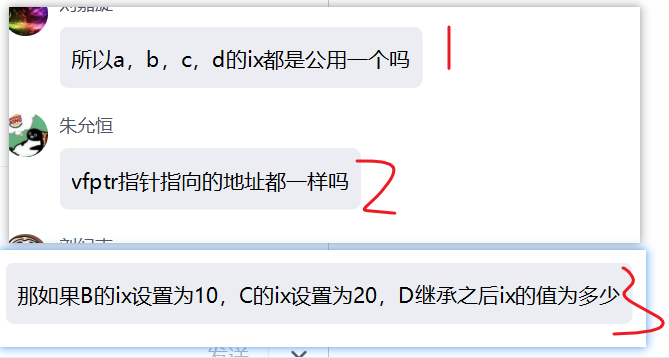 所以a，b，c，d的ix都是公用一个吗
1
朱允恒
vfptr指针指向的地址都一样吗
2
那如果B的ix设置为10，C的ix设置为20，D继承之后ix的值为多少
3